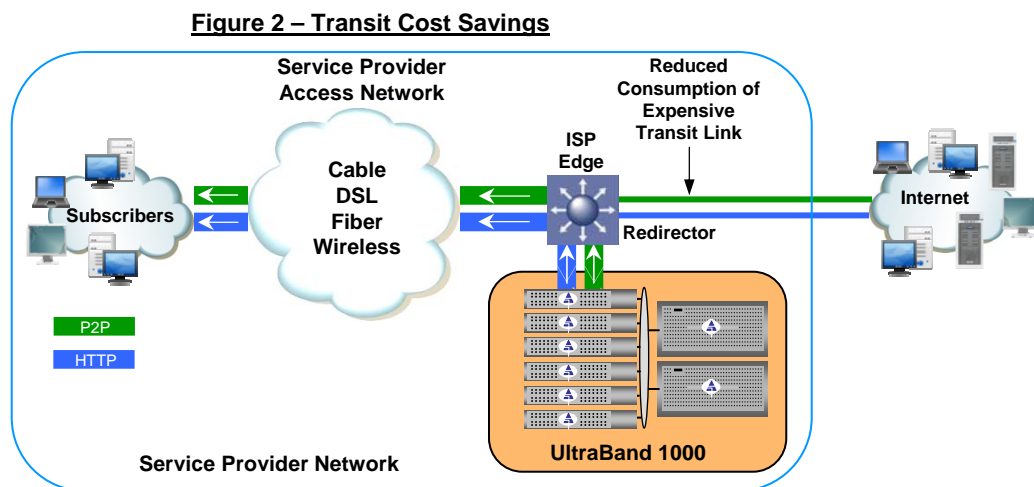 Figure 2 – Transit Cost Savings
Service Provider
Access Network
Reduced
Consumption of
Expensive
Transit Link
ISP
Edge
Cable
DSL
Fiber
Wireless
Subscribers
Internet
Redirector
P2P
HTTP
UltraBand 1000
Service Provider Network